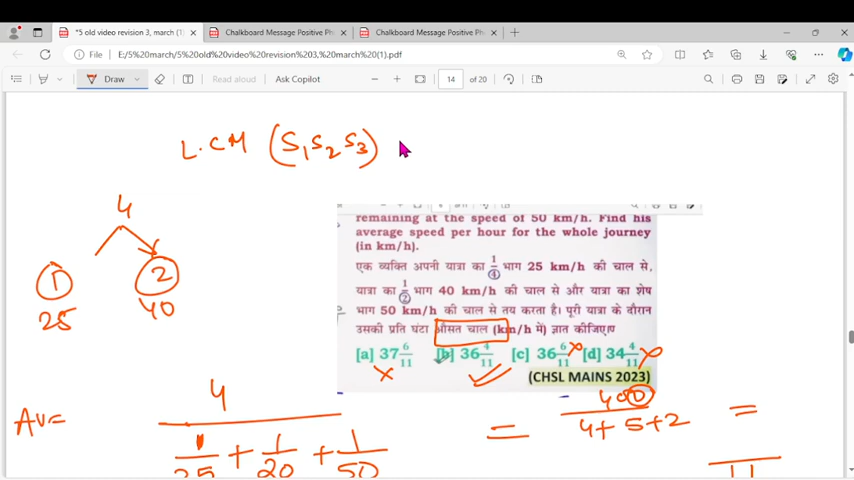 *5 old video revision 3, march (1) × Chalkboard Message Positive Ph × Chalkboard Message Positive Ph × +
File E:/5%20march/5%20old%20video%20revision%203,%20march%20(1).pdf
Draw Read aloud Ask Copilot − + 14 of 20
L.CM (S1S2S3)
4
1 2
25 40
remaining at the speed of 50 km/h. Find his
average speed per hour for the whole journey
(in km/h).
एक व्यक्ति अपनी यात्रा का 1/4 भाग 25 km/h की चाल से,
यात्रा का 1/2 भाग 40 km/h की चाल से और यात्रा का शेष
भाग 50 km/h की चाल से तय करता है। पूरी यात्रा के दौरान
उसकी प्रति घंटा औसत चाल (km/h में) ज्ञात कीजिए।
[a] 37 6/11 [b] 36 4/11 [c] 36 6/11 [d] 34 4/11
(CHSL MAINS 2023)
AV= 4 / (1/25 + 1/20 + 1/50) = 400 / (4+5+2) =
11